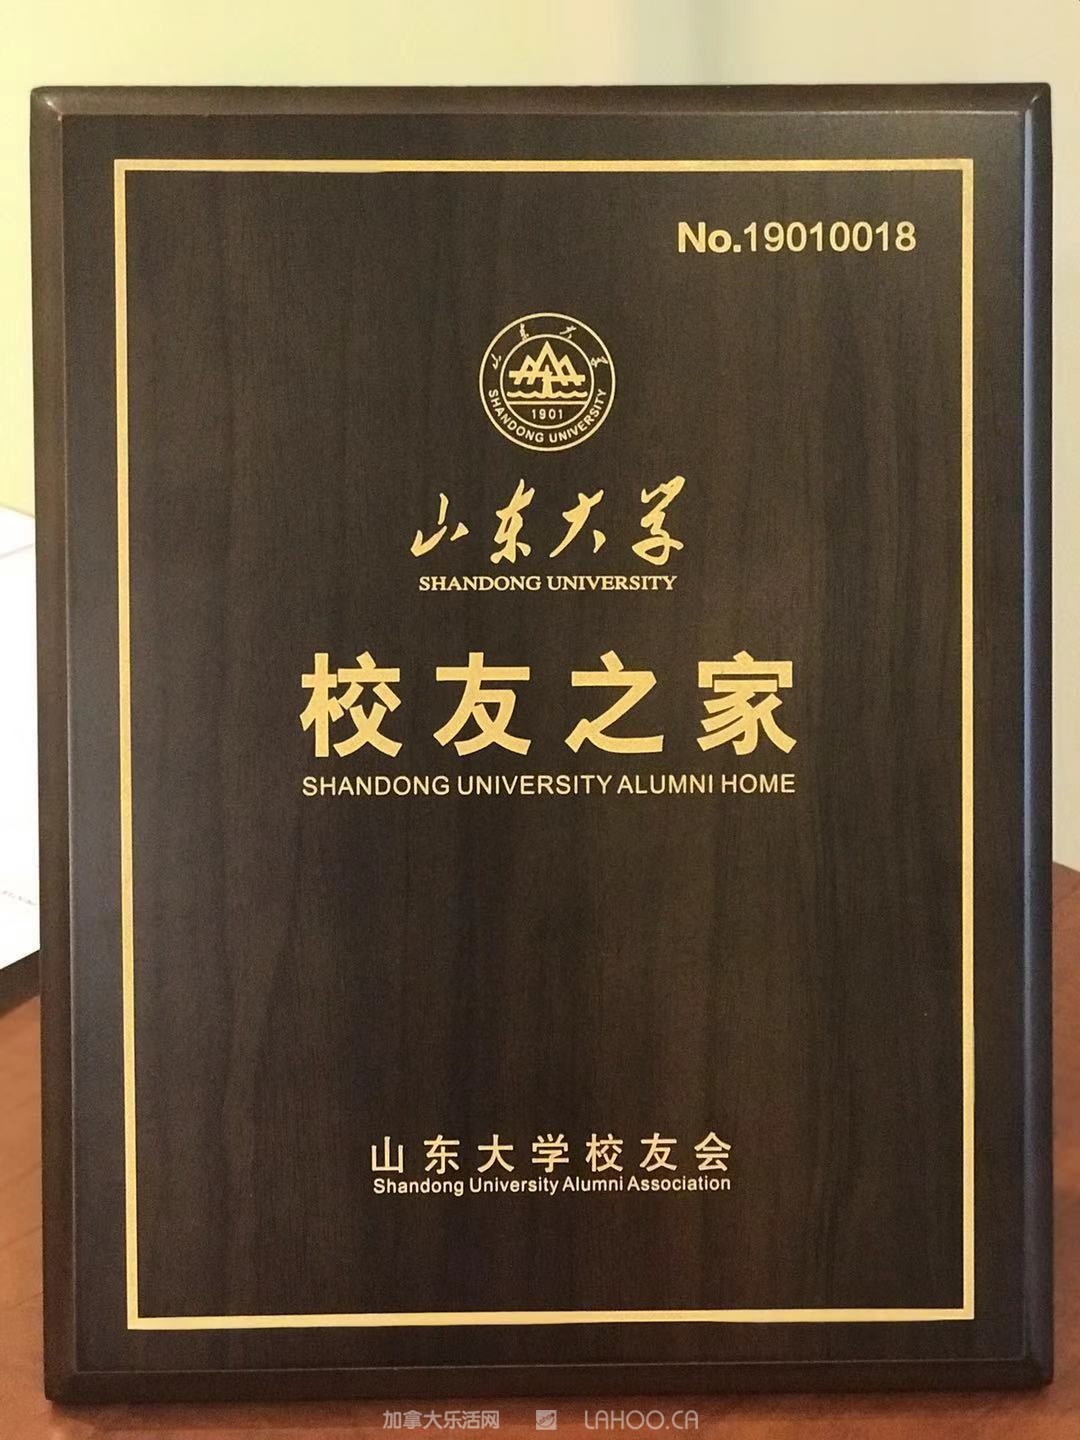 No.19010018
山东大学
1901
SHANDONG UNIVERSITY
山东大学
SHANDONG UNIVERSITY
校友之家
SHANDONG UNIVERSITY ALUMNI HOME
山东大学校友会
Shandong University Alumni Association
加拿大乐活网 LAHOO.CA